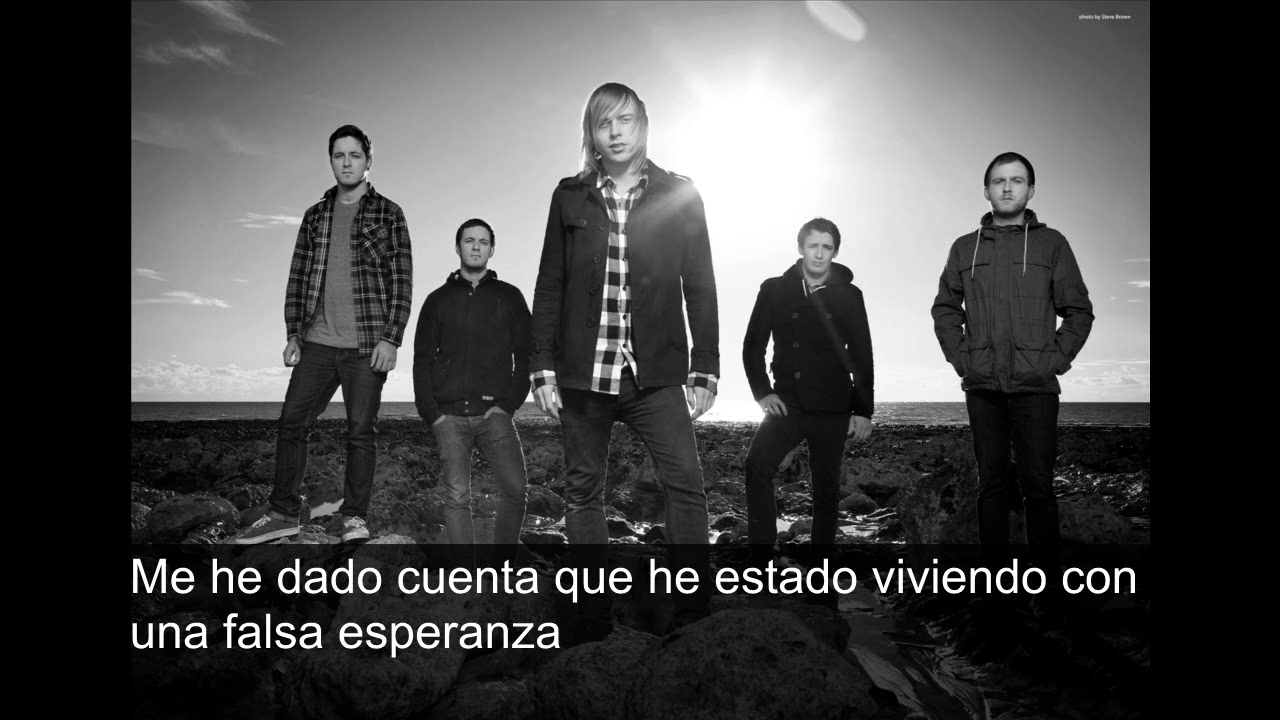 photo by Steve Brown
Me he dado cuenta que he estado viviendo con
una falsa esperanza